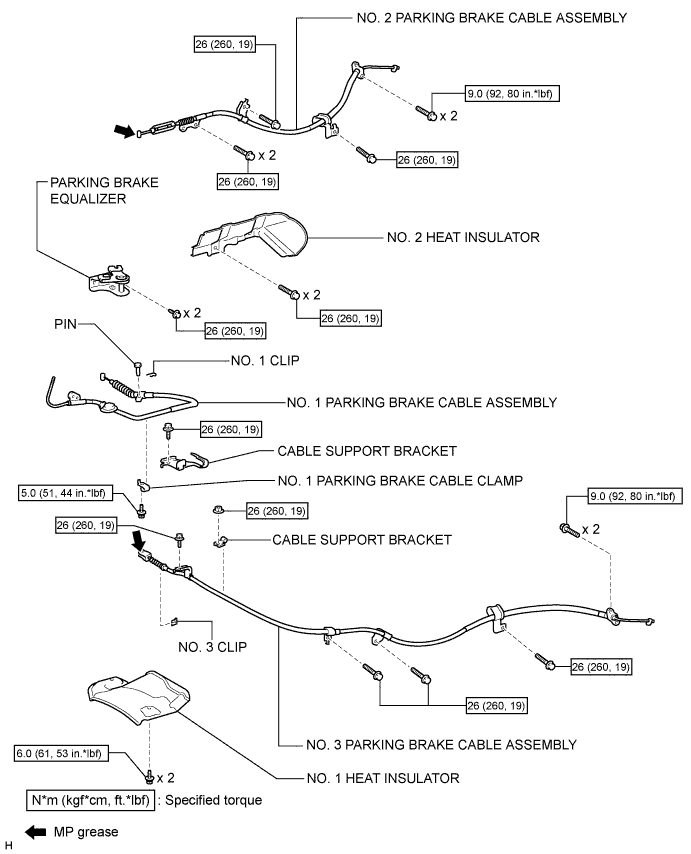 NO. 2 PARKING BRAKE CABLE ASSEMBLY
26 (260, 19)
9.0 (92, 80 in.*lbf)
x 2
x 2
26 (260, 19)
26 (260, 19)
PARKING BRAKE
EQUALIZER
NO. 2 HEAT INSULATOR
x 2
x 2
26 (260, 19)
26 (260, 19)
PIN
NO. 1 CLIP
NO. 1 PARKING BRAKE CABLE ASSEMBLY
26 (260, 19)
CABLE SUPPORT BRACKET
NO. 1 PARKING BRAKE CABLE CLAMP
5.0 (51, 44 in.*lbf)
9.0 (92, 80 in.*lbf)
26 (260, 19)
26 (260, 19)
x 2
CABLE SUPPORT BRACKET
NO. 3 CLIP
26 (260, 19)
26 (260, 19)
NO. 3 PARKING BRAKE CABLE ASSEMBLY
6.0 (61, 53 in.*lbf)
x 2
NO. 1 HEAT INSULATOR
N*m (kgf*cm, ft.*lbf) : Specified torque
MP grease
H